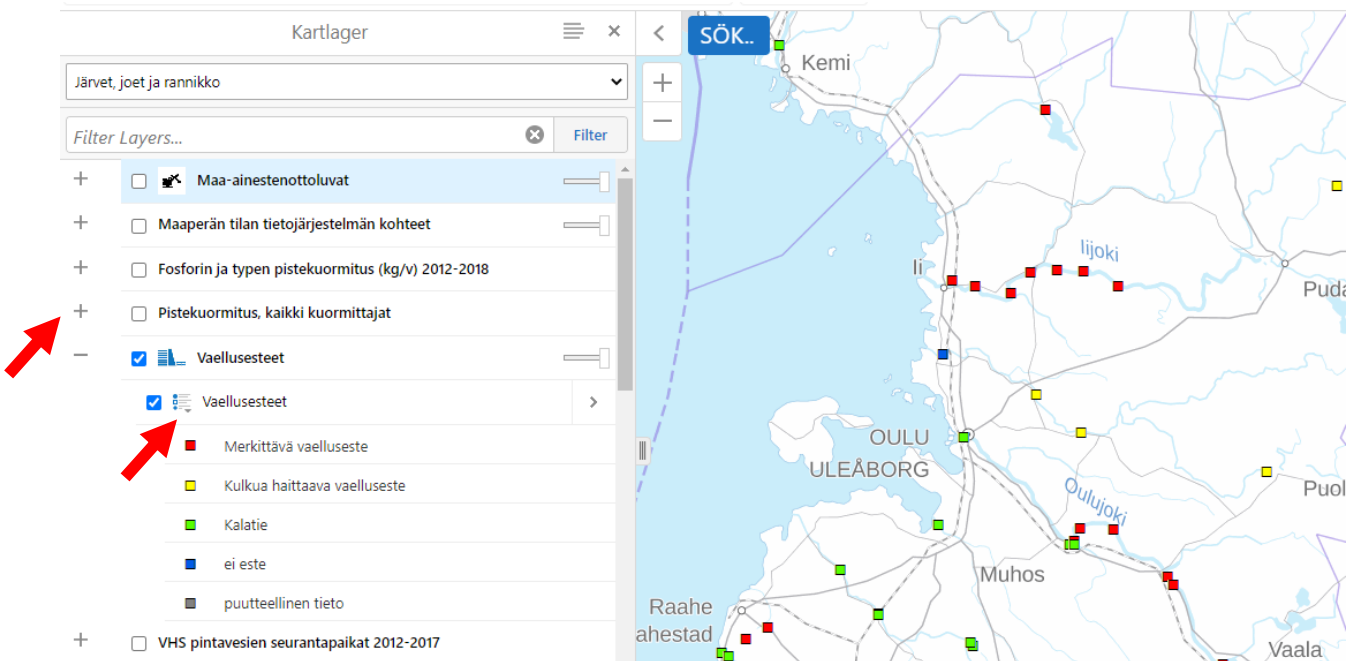 Kartlager
Järvet, joet ja rannikko
Filter Layers...
Filter
Maa-ainestenottoluvat
Maaperän tilan tietojärjestelmän kohteet
Fosforin ja typen pistekuormitus (kg/v) 2012-2018
Pistekuormitus, kaikki kuormittajat
Vaellusesteet
Vaellusesteet
Merkittävä vaelluseste
Kulkua haittaava vaelluseste
Kalatie
ei este
puutteellinen tieto
VHS pintavesien seurantapaikat 2012-2017
SÖK..
Kemi
Iijoki
Ii
Puda
OULU
ULEÅBORG
Oulujoki
Puol
Muhos
Raahe
ahestad
Vaala